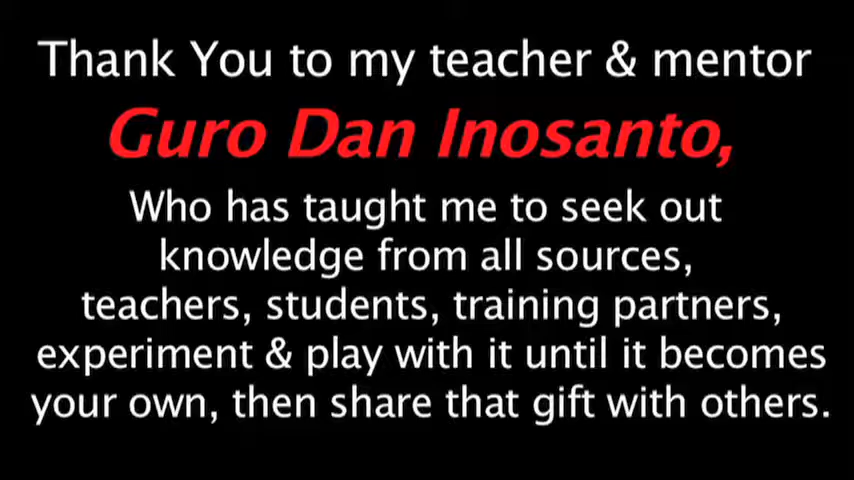 Thank You to my teacher & mentor
Guro Dan Inosanto,
Who has taught me to seek out
knowledge from all sources,
teachers, students, training partners,
experiment & play with it until it becomes
your own, then share that gift with others.